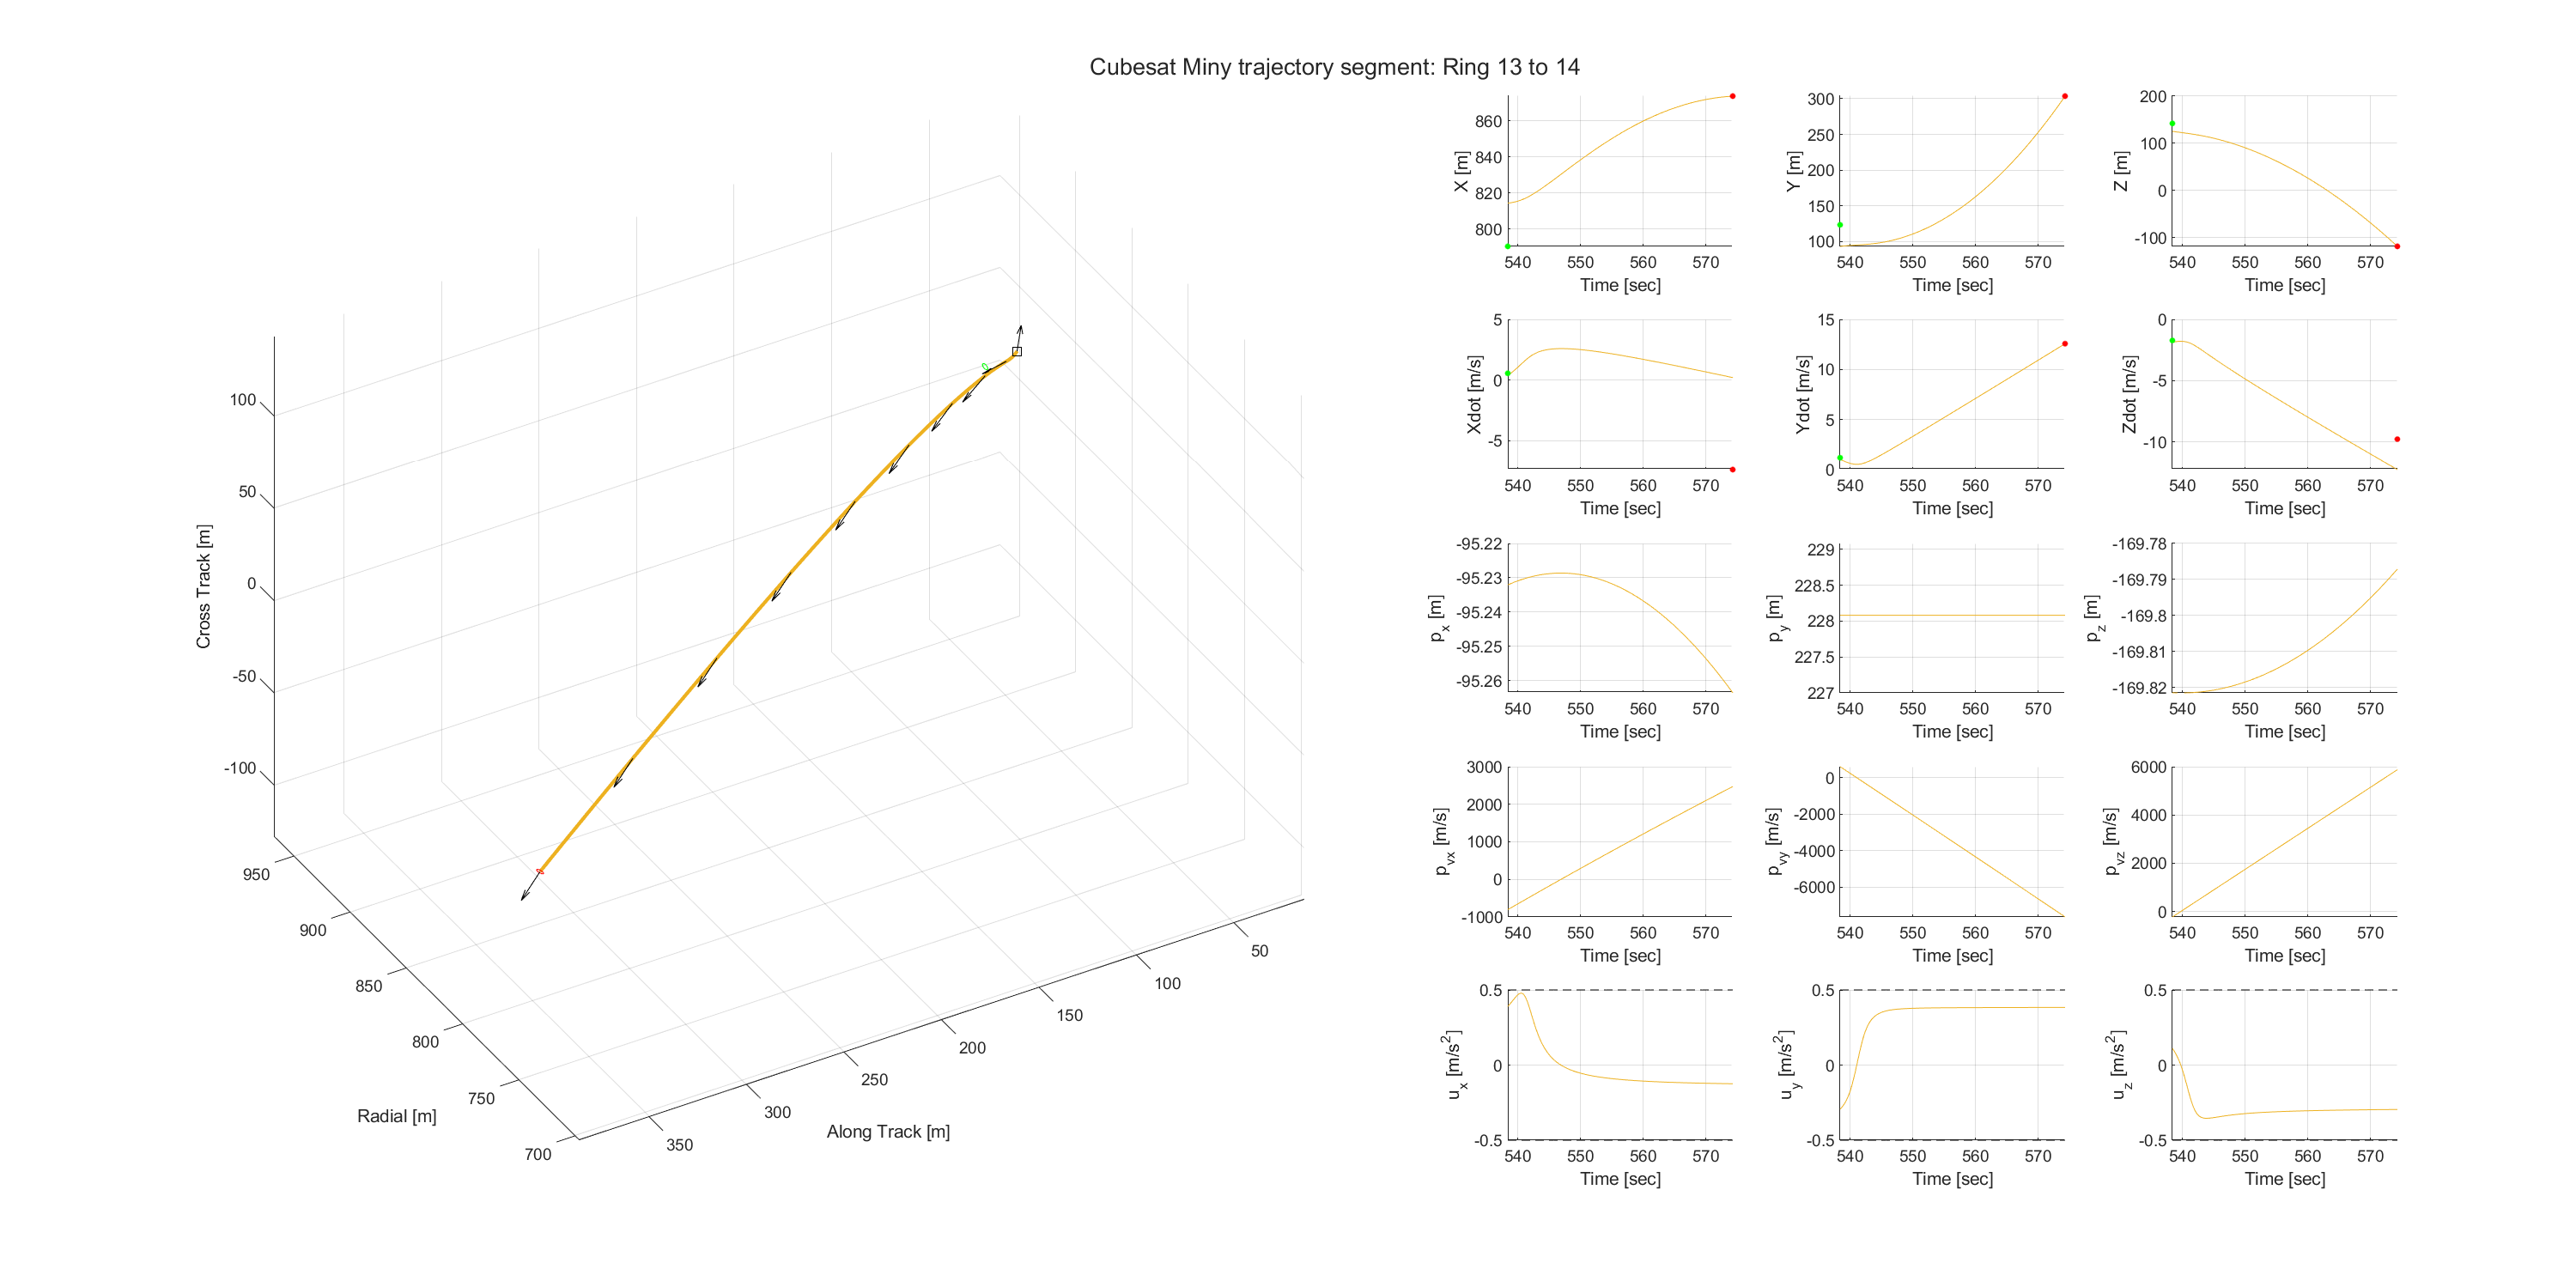 Cubesat Miny trajectory segment: Ring 13 to 14
100
50
0
-50
-100
Cross Track [m]
950
900
850
800
750
700
Radial [m]
350
300
250
200
150
100
50
Along Track [m]
860
840
820
800
X [m]
540 550 560 570
Time [sec]
300
250
200
150
100
Y [m]
540 550 560 570
Time [sec]
200
100
0
-100
Z [m]
540 550 560 570
Time [sec]
5
0
-5
Xdot [m/s]
540 550 560 570
Time [sec]
15
10
5
0
Ydot [m/s]
540 550 560 570
Time [sec]
0
-5
-10
Zdot [m/s]
540 550 560 570
Time [sec]
-95.22
-95.23
-95.24
-95.25
-95.26
p_x [m]
540 550 560 570
Time [sec]
229
228.5
228
227.5
227
p_y [m]
540 550 560 570
Time [sec]
-169.78
-169.79
-169.8
-169.81
-169.82
p_z [m]
540 550 560 570
Time [sec]
3000
2000
1000
0
-1000
p_vx [m/s]
540 550 560 570
Time [sec]
0
-2000
-4000
-6000
p_vy [m/s]
540 550 560 570
Time [sec]
6000
4000
2000
0
p_vz [m/s]
540 550 560 570
Time [sec]
0.5
0
-0.5
u_x [m/s²]
540 550 560 570
Time [sec]
0.5
0
-0.5
u_y [m/s²]
540 550 560 570
Time [sec]
0.5
0
-0.5
u_z [m/s²]
540 550 560 570
Time [sec]